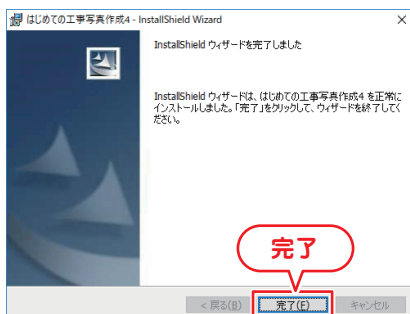 はじめての工事写真作成4 - InstallShield Wizard
InstallShield ウィザードを完了しました
InstallShield ウィザードは、はじめての工事写真作成4 を正常に
インストールしました。「完了」をクリックして、ウィザードを終了してく
ださい。
完了
< 戻る(B)
完了(F)
キャンセル